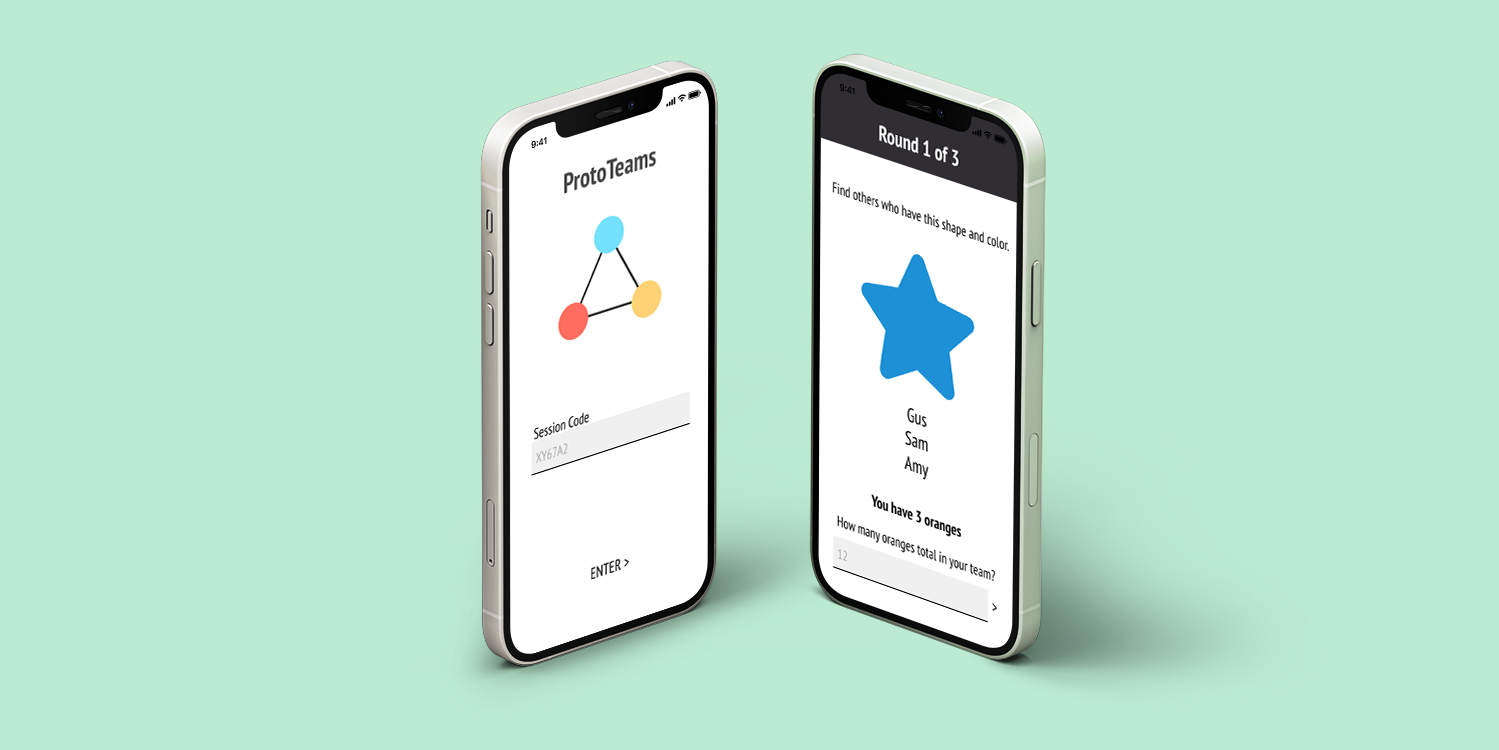 9:41
ProtoTeams
Session Code
XY67A2
ENTER >
9:41
Round 1 of 3
Find others who have this shape and color.
Gus
Sam
Amy
You have 3 oranges
How many oranges total in your team?
12
>